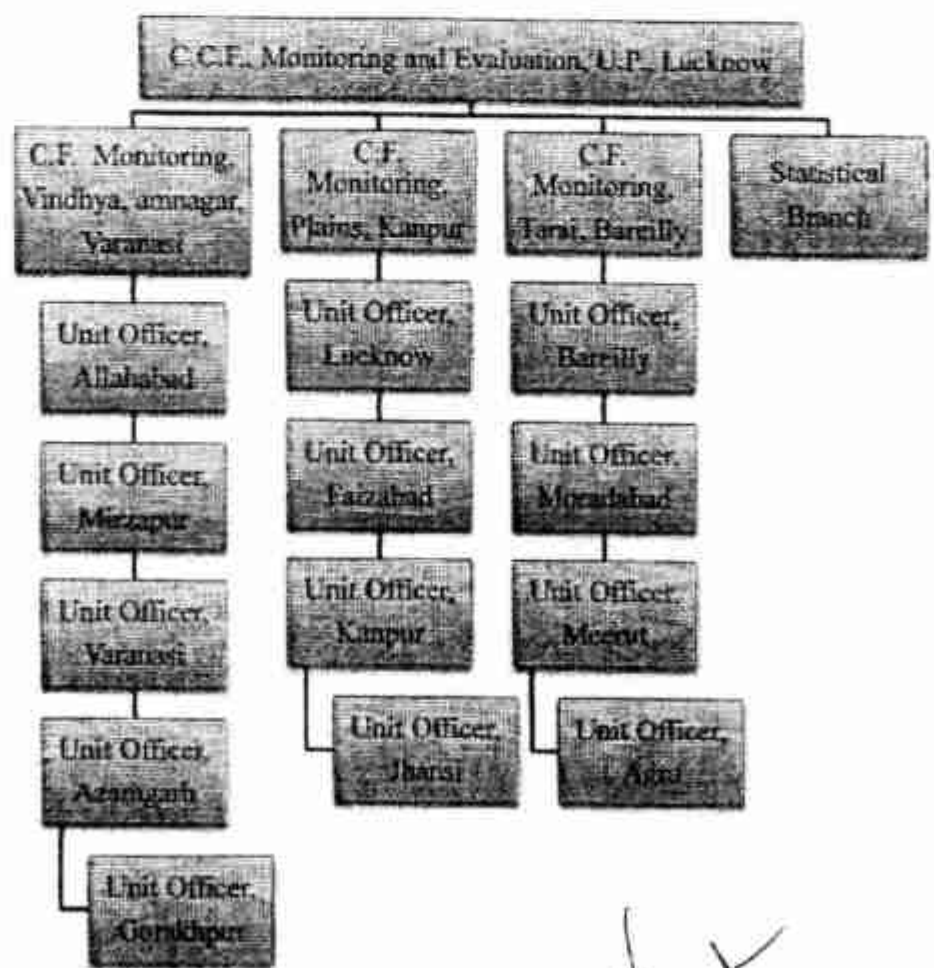 C.C.F., Monitoring and Evaluation, U.P., Lucknow
C.F. Monitoring,
Vindhya, amnagar,
Varanasi
C.F.
Monitoring,
Plains, Kanpur
C.F.
Monitoring,
Tarai, Bareilly
Statistical
Branch
Unit Officer,
Allahabad
Unit Officer,
Mirzapur
Unit Officer,
Varanasi
Unit Officer,
Azamgarh
Unit Officer,
Gorakhpur
Unit Officer,
Lucknow
Unit Officer,
Faizabad
Unit Officer,
Kanpur
Unit Officer,
Jhansi
Unit Officer,
Bareilly
Unit Officer,
Moradabad
Unit Officer,
Meerut,
Unit Officer,
Agra